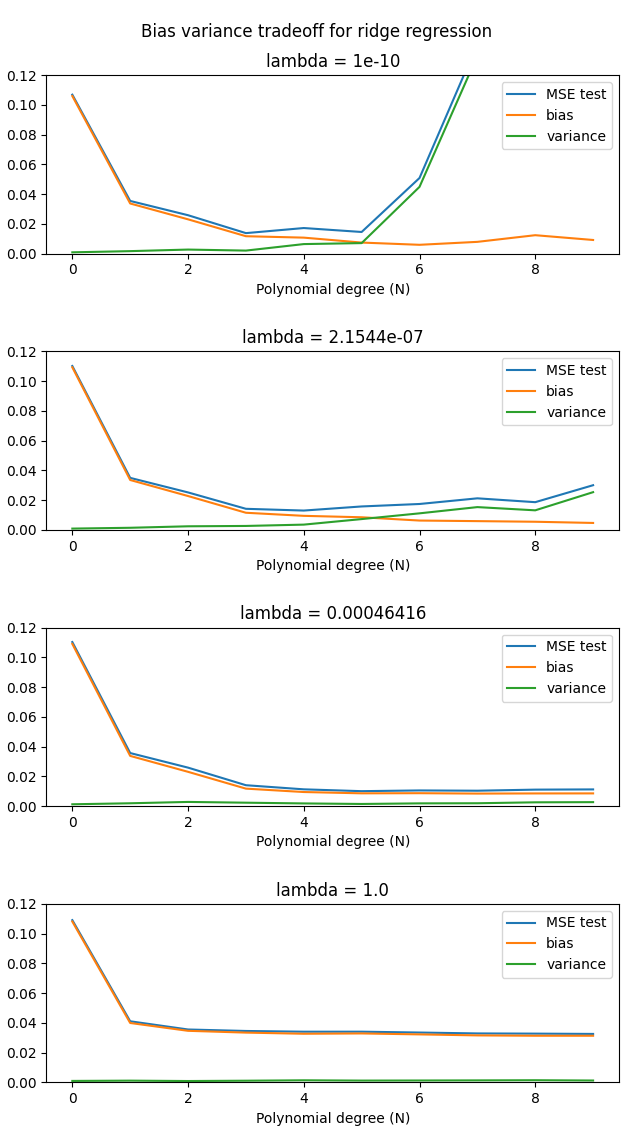 Bias variance tradeoff for ridge regression
lambda = 1e-10
0.12
0.10
0.08
0.06
0.04
0.02
0.00
MSE test
bias
variance
0 2 4 6 8
Polynomial degree (N)
lambda = 2.1544e-07
0.12
0.10
0.08
0.06
0.04
0.02
0.00
MSE test
bias
variance
0 2 4 6 8
Polynomial degree (N)
lambda = 0.00046416
0.12
0.10
0.08
0.06
0.04
0.02
0.00
MSE test
bias
variance
0 2 4 6 8
Polynomial degree (N)
lambda = 1.0
0.12
0.10
0.08
0.06
0.04
0.02
0.00
MSE test
bias
variance
0 2 4 6 8
Polynomial degree (N)